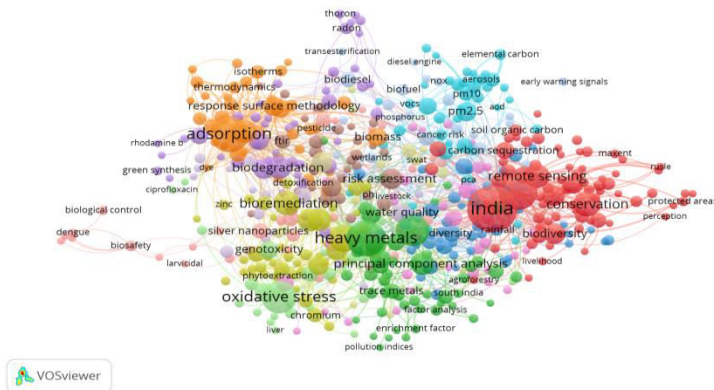 thoron
radon
transesterification
diesel engine
elemental carbon
isotherms
biodiesel
nox
aerosols
early warning signals
thermodynamics
biofuel
pm10
response surface methodology
vocs
pm2.5
aod
phosphorus
adsorption
pesticide
biomass
cancer risk
soil organic carbon
rhodamine b
ftir
wetlands
swat
carbon sequestration
maxent
green synthesis
dye
biodegradation
risk assessment
pca
remote sensing
rusle
ciprofloxacin
detoxification
ph
livestock
zinc
bioremediation
water quality
india
conservation
protected areas
biological control
perception
dengue
silver nanoparticles
heavy metals
diversity
rainfall
biodiversity
biosafety
genotoxicity
larvicidal
phytoextraction
principal component analysis
livelihood
agroforestry
oxidative stress
trace metals
south india
chromium
factor analysis
liver
enrichment factor
pollution indices
VOSviewer